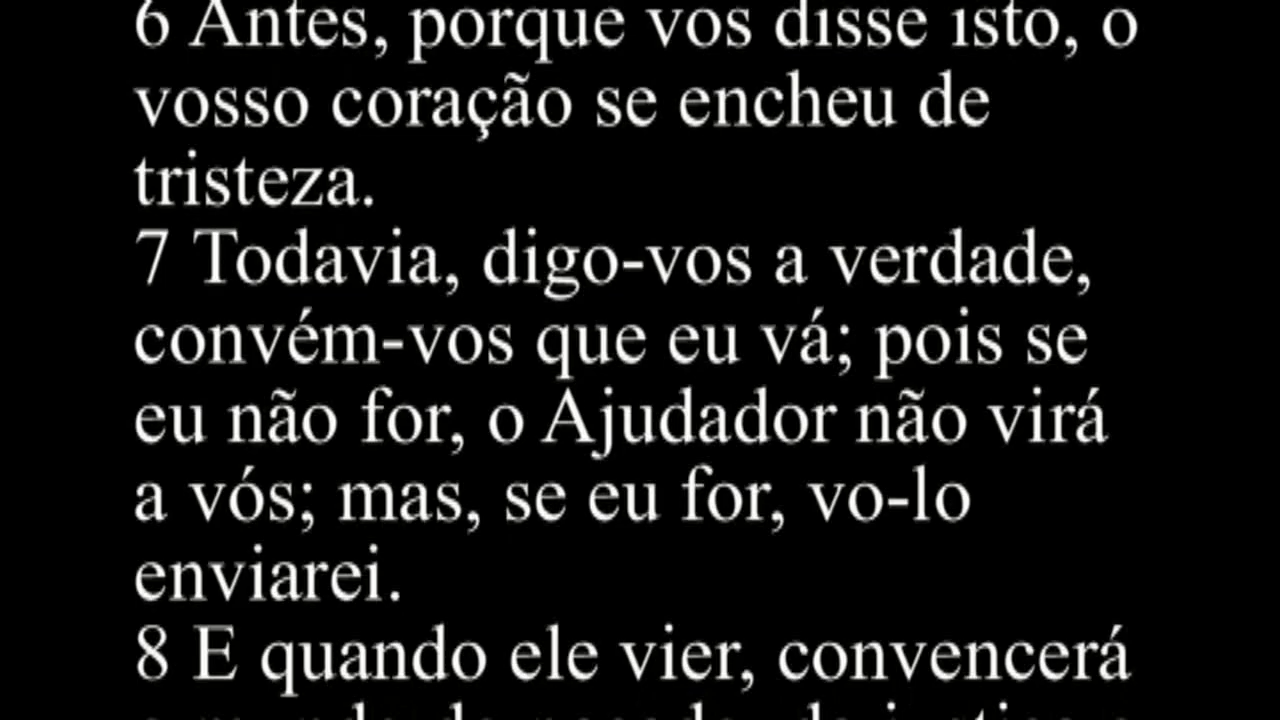 6 Antes, porque vos disse isto, o
vosso coração se encheu de
tristeza.
7 Todavia, digo-vos a verdade,
convém-vos que eu vá; pois se
eu não for, o Ajudador não virá
a vós; mas, se eu for, vo-lo
enviarei.
8 E quando ele vier, convencerá